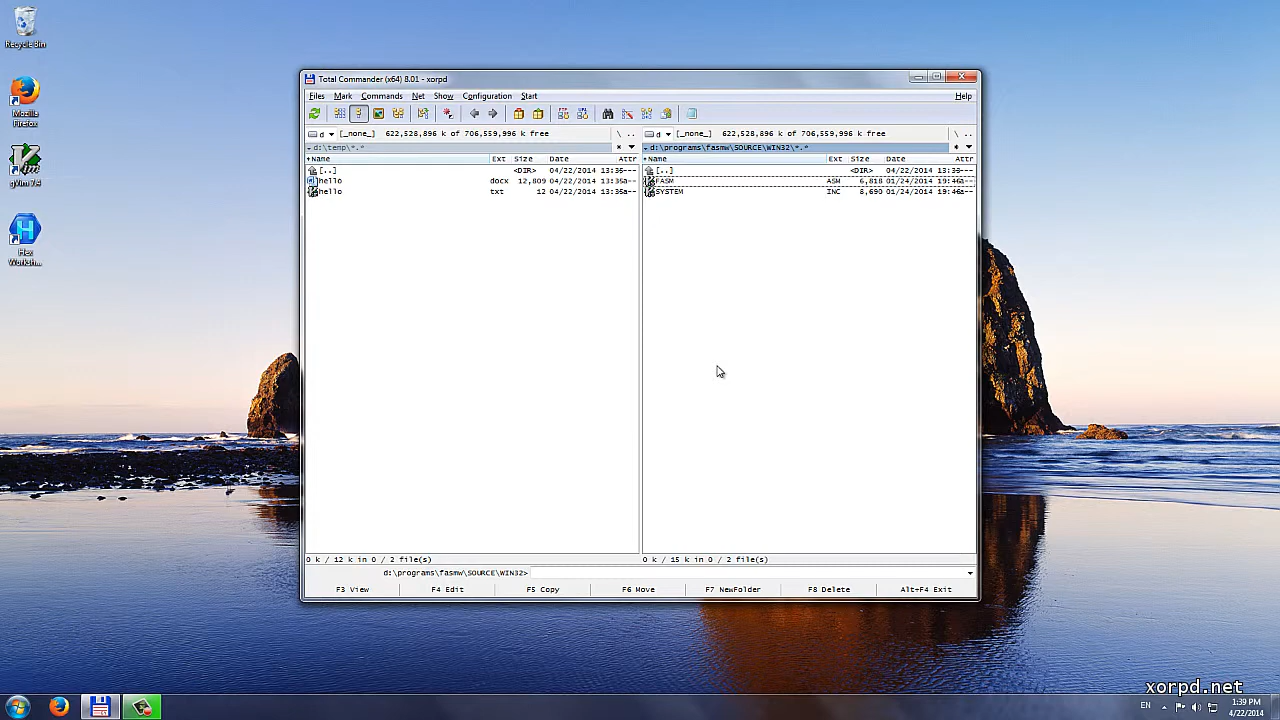 Recycle Bin
Mozilla
Firefox
gVim 7.4
Hex
Worksh...
Total Commander (x64) 8.01 - xorpd
Files Mark Commands Net Show Configuration Start Help
d [_none_] 622,528,896 k of 706,559,996 k free \ ..
d [_none_] 622,528,896 k of 706,559,996 k free \ ..
d:\temp\*.* * 
d:\programs\fasmw\SOURCE\WIN32\*.* *
Name Ext Size Date Attr
[..] <DIR> 04/22/2014 13:35
hello docx 12,809 04/22/2014 13:35 a---
hello txt 12 04/22/2014 13:35 a---
0 k / 12 k in 0 / 2 file(s)
Name Ext Size Date Attr
[..] <DIR> 04/22/2014 13:35
FASM ASM 6,818 01/24/2014 19:46 a---
SYSTEM INC 8,690 01/24/2014 19:46 a---
0 k / 15 k in 0 / 2 file(s)
d:\programs\fasmw\SOURCE\WIN32>
F3 View F4 Edit F5 Copy F6 Move F7 NewFolder F8 Delete Alt+F4 Exit
xorpd.net
EN
1:39 PM
4/22/2014